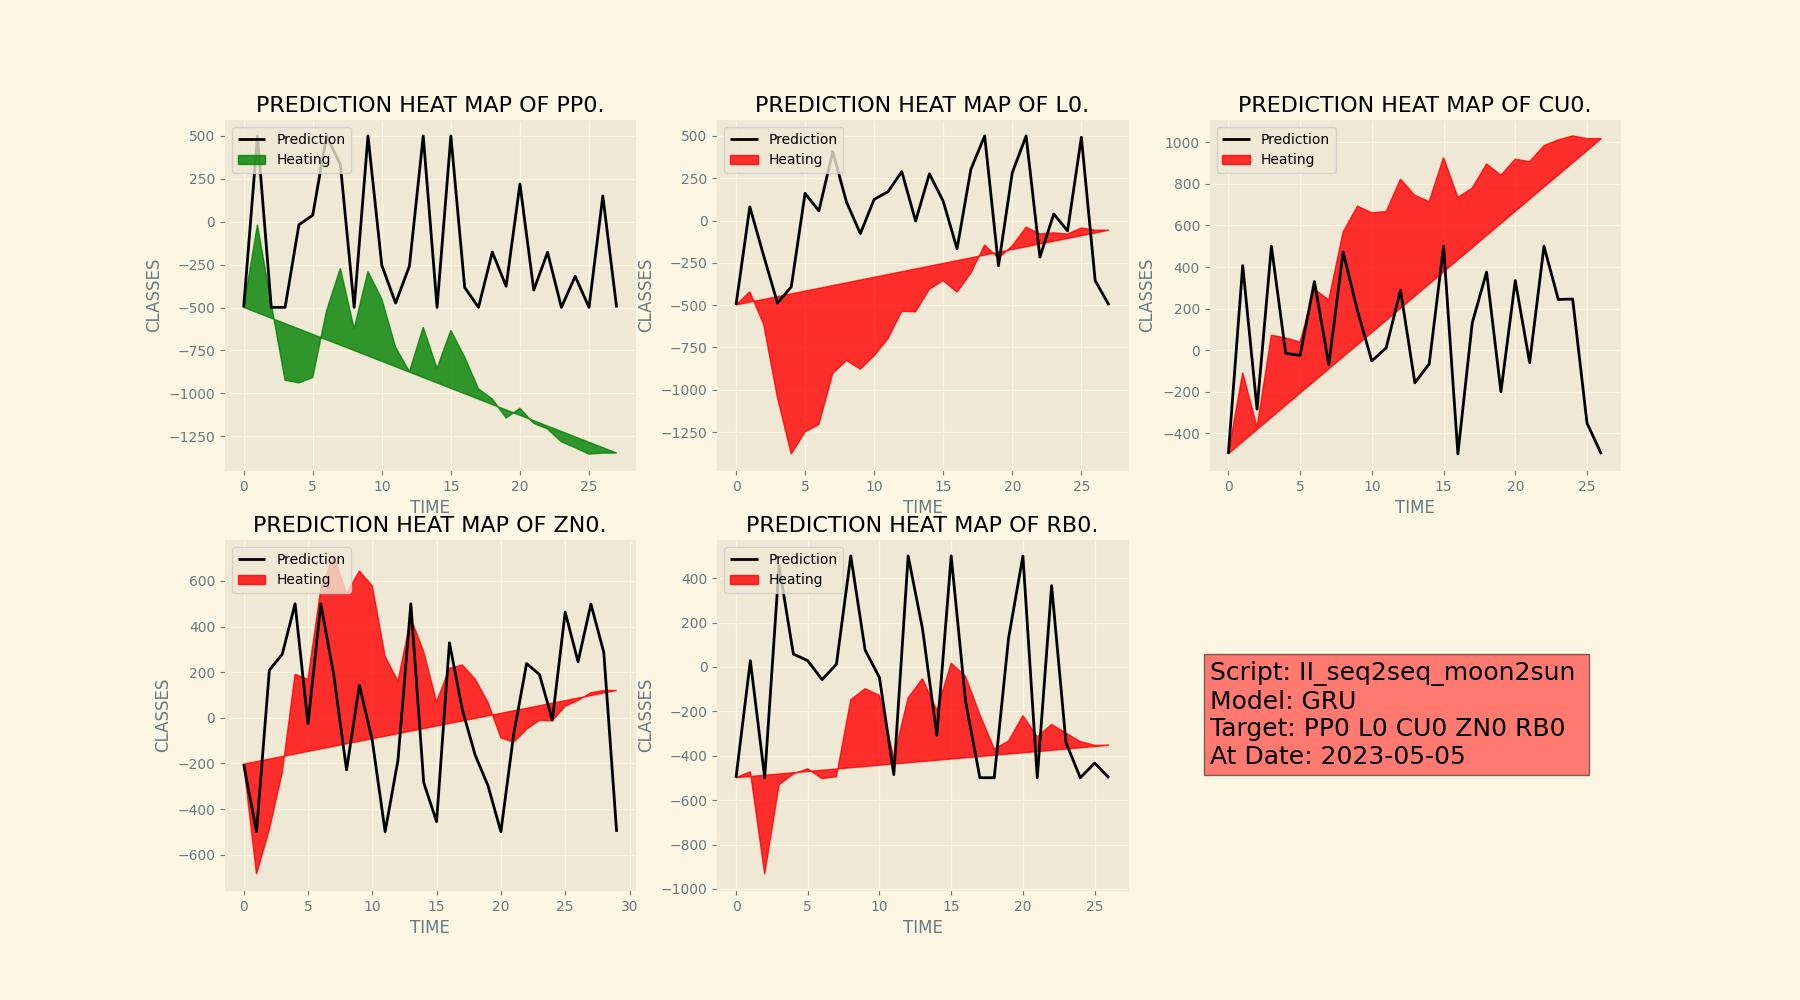 PREDICTION HEAT MAP OF PP0.
Prediction
Heating
500
250
0
−250
−500
−750
−1000
−1250
CLASSES
0 5 10 15 20 25
TIME
PREDICTION HEAT MAP OF L0.
Prediction
Heating
500
250
0
−250
−500
−750
−1000
−1250
CLASSES
0 5 10 15 20 25
TIME
PREDICTION HEAT MAP OF CU0.
Prediction
Heating
1000
800
600
400
200
0
−200
−400
CLASSES
0 5 10 15 20 25
TIME
PREDICTION HEAT MAP OF ZN0.
Prediction
Heating
600
400
200
0
−200
−400
−600
CLASSES
0 5 10 15 20 25 30
TIME
PREDICTION HEAT MAP OF RB0.
Prediction
Heating
400
200
0
−200
−400
−600
−800
−1000
CLASSES
0 5 10 15 20 25
TIME
Script: II_seq2seq_moon2sun
Model: GRU
Target: PP0 L0 CU0 ZN0 RB0
At Date: 2023-05-05